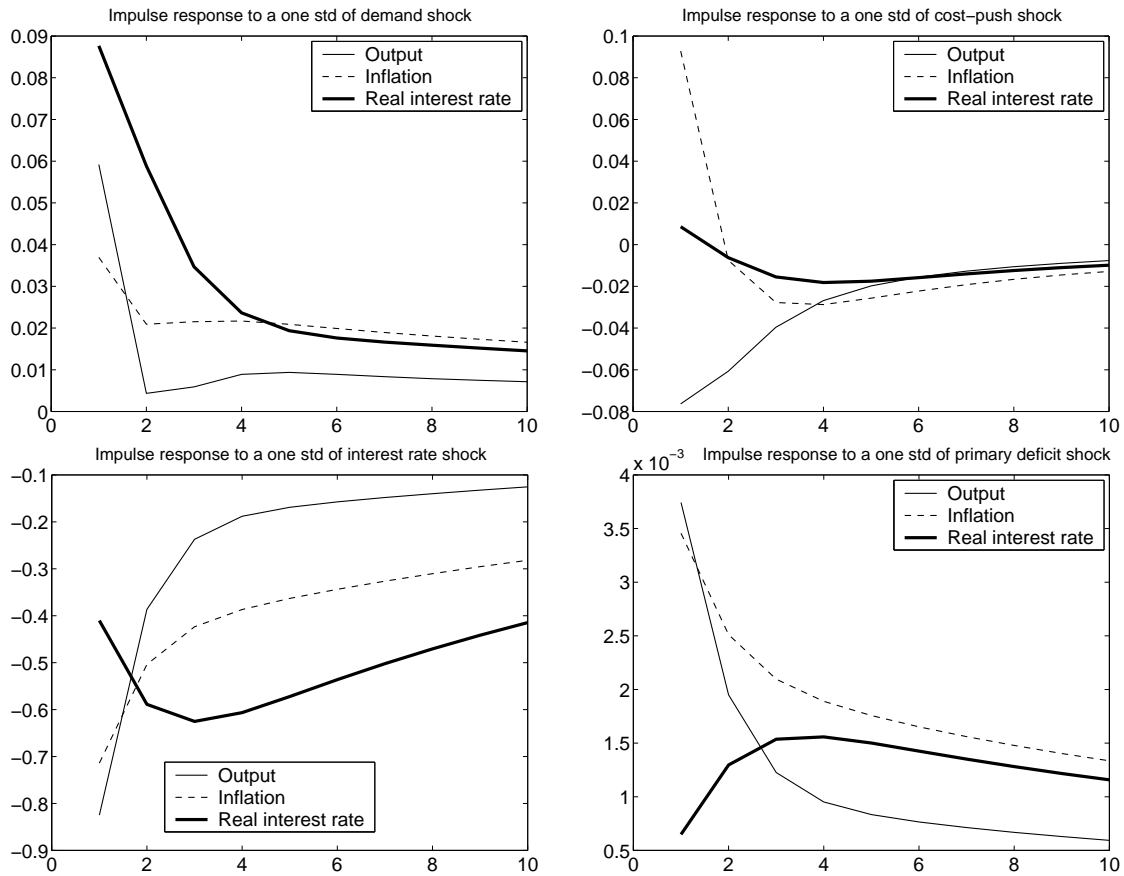 Impulse response to a one std of demand shock
0.09
0.08
0.07
0.06
0.05
0.04
0.03
0.02
0.01
0
0 2 4 6 8 10
Output
Inflation
Real interest rate
Impulse response to a one std of cost−push shock
0.1
0.08
0.06
0.04
0.02
0
−0.02
−0.04
−0.06
−0.08
0 2 4 6 8 10
Output
Inflation
Real interest rate
Impulse response to a one std of interest rate shock
−0.1
−0.2
−0.3
−0.4
−0.5
−0.6
−0.7
−0.8
−0.9
0 2 4 6 8 10
Output
Inflation
Real interest rate
x 10⁻³ Impulse response to a one std of primary deficit shock
4
3.5
3
2.5
2
1.5
1
0.5
0 2 4 6 8 10
Output
Inflation
Real interest rate